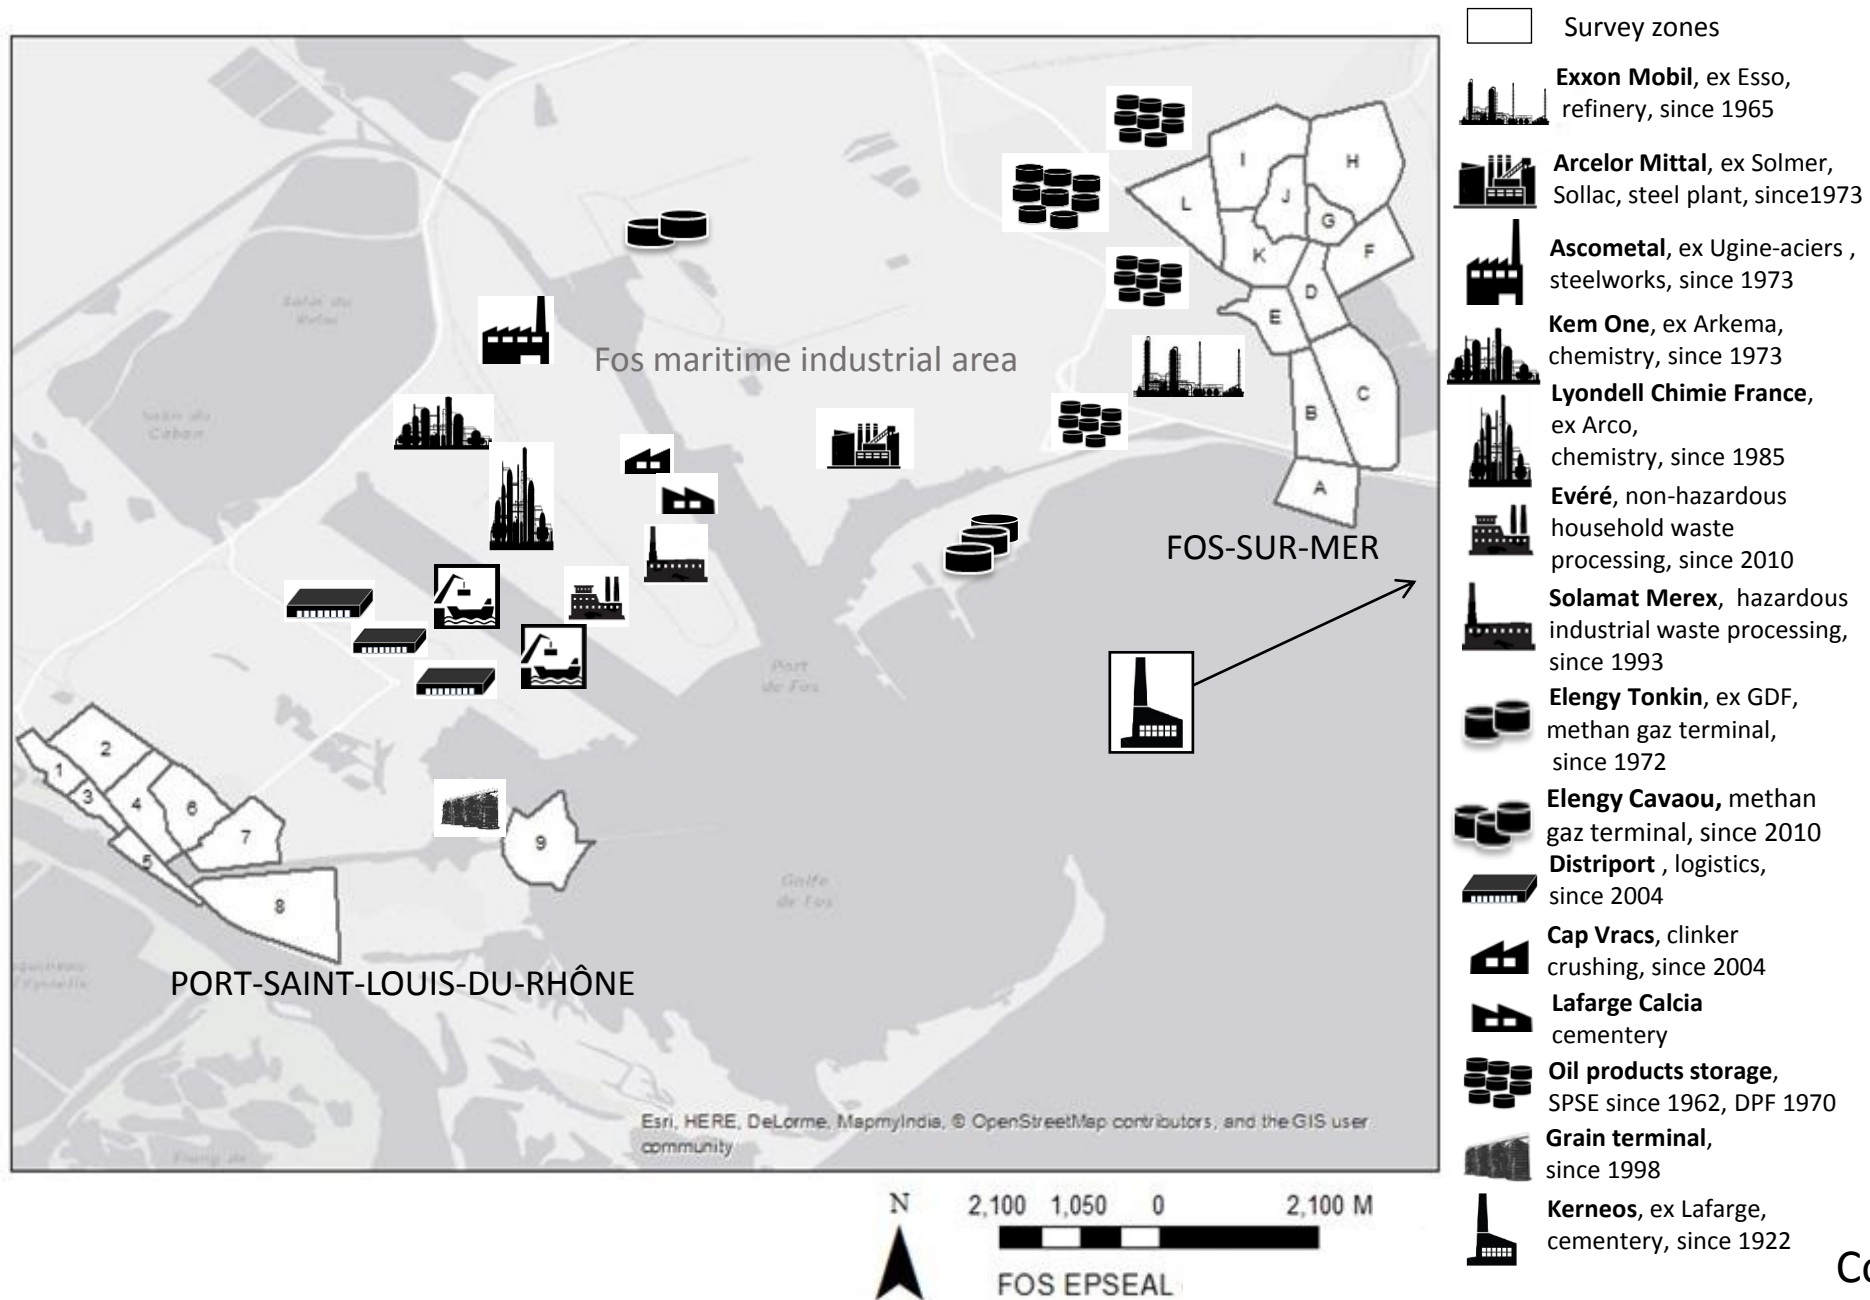 Survey zones
Exxon Mobil, ex Esso,
refinery, since 1965
Arcelor Mittal, ex Solmer,
Sollac, steel plant, since1973
Ascometal, ex Ugine-aciers ,
steelworks, since 1973
Kem One, ex Arkema,
chemistry, since 1973
Lyondell Chimie France,
ex Arco,
chemistry, since 1985
Evéré, non-hazardous
household waste
processing, since 2010
Solamat Merex, hazardous
industrial waste processing,
since 1993
Elengy Tonkin, ex GDF,
methan gaz terminal,
since 1972
Elengy Cavaou, methan
gaz terminal, since 2010
Distriport , logistics,
since 2004
Cap Vracs, clinker
crushing, since 2004
Lafarge Calcia
cementery
Oil products storage,
SPSE since 1962, DPF 1970
Grain terminal,
since 1998
Kerneos, ex Lafarge,
cementery, since 1922
I
H
L
J
G
K
F
D
E
C
B
A
Salin du
Relai
Fos maritime industrial area
Salin du
Caban
FOS-SUR-MER
Port
de Fos
2
1
3
4
6
7
5
9
8
Golfe
de Fos
PORT-SAINT-LOUIS-DU-RHÔNE
Esri, HERE, DeLorme, MapmyIndia, © OpenStreetMap contributors, and the GIS user
community
N
2,100 1,050 0 2,100 M
FOS EPSEAL
Co